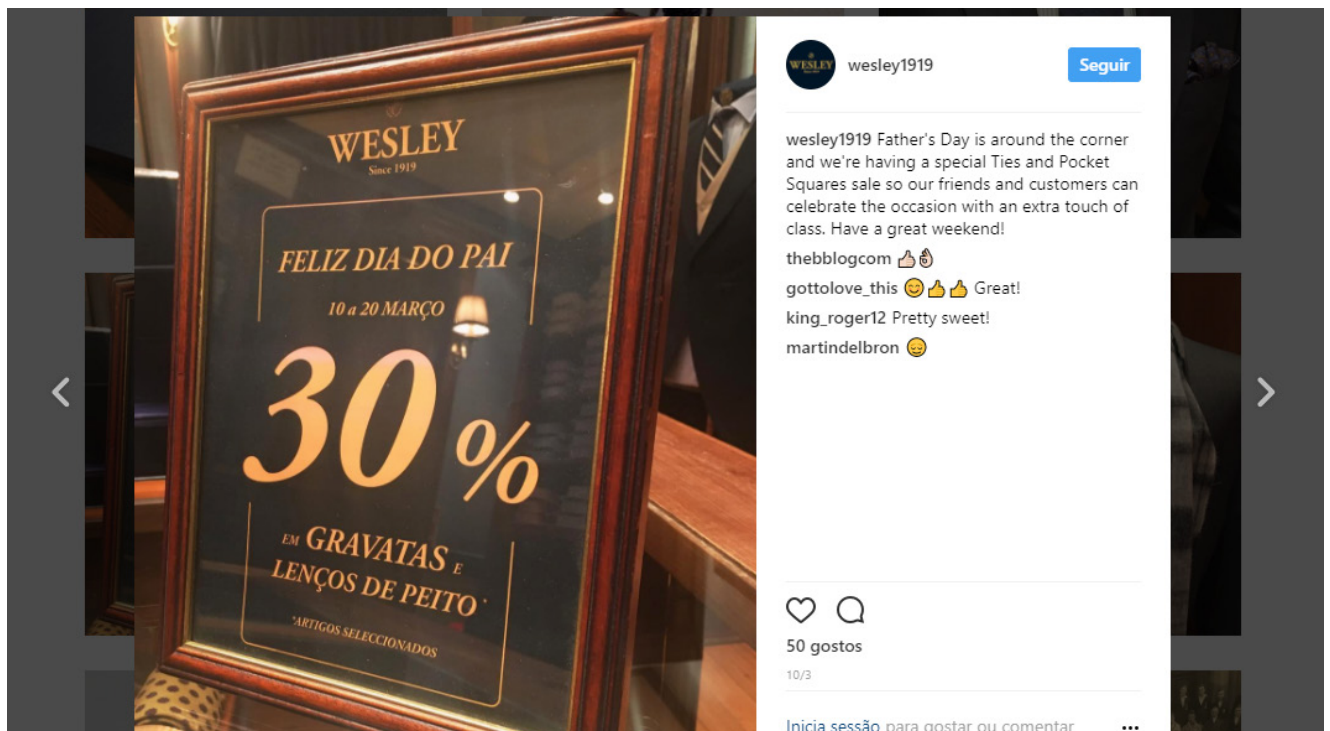 WESLEY
Since 1919
FELIZ DIA DO PAI
10 a 20 MARÇO
30 %
EM GRAVATAS E
LENÇOS DE PEITO*
*ARTIGOS SELECCIONADOS
WESLEY
wesley1919
Seguir
wesley1919 Father's Day is around the corner
and we're having a special Ties and Pocket
Squares sale so our friends and customers can
celebrate the occasion with an extra touch of
class. Have a great weekend!
thebblogcom 👍🏻👌🏻
gottolove_this 😊👍👍 Great!
king_roger12 Pretty sweet!
martindelbron 😌
50 gostos
10/3
Inicia sessão para gostar ou comentar